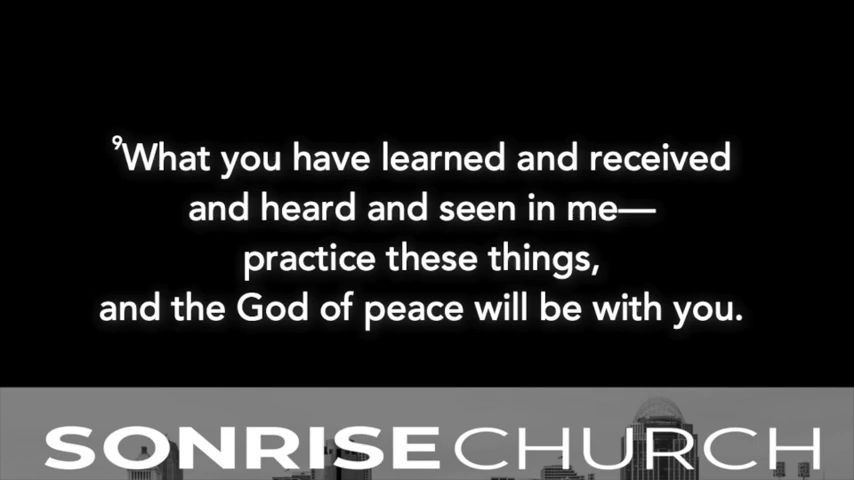 ⁹What you have learned and received
and heard and seen in me—
practice these things,
and the God of peace will be with you.
SONRISECHURCH